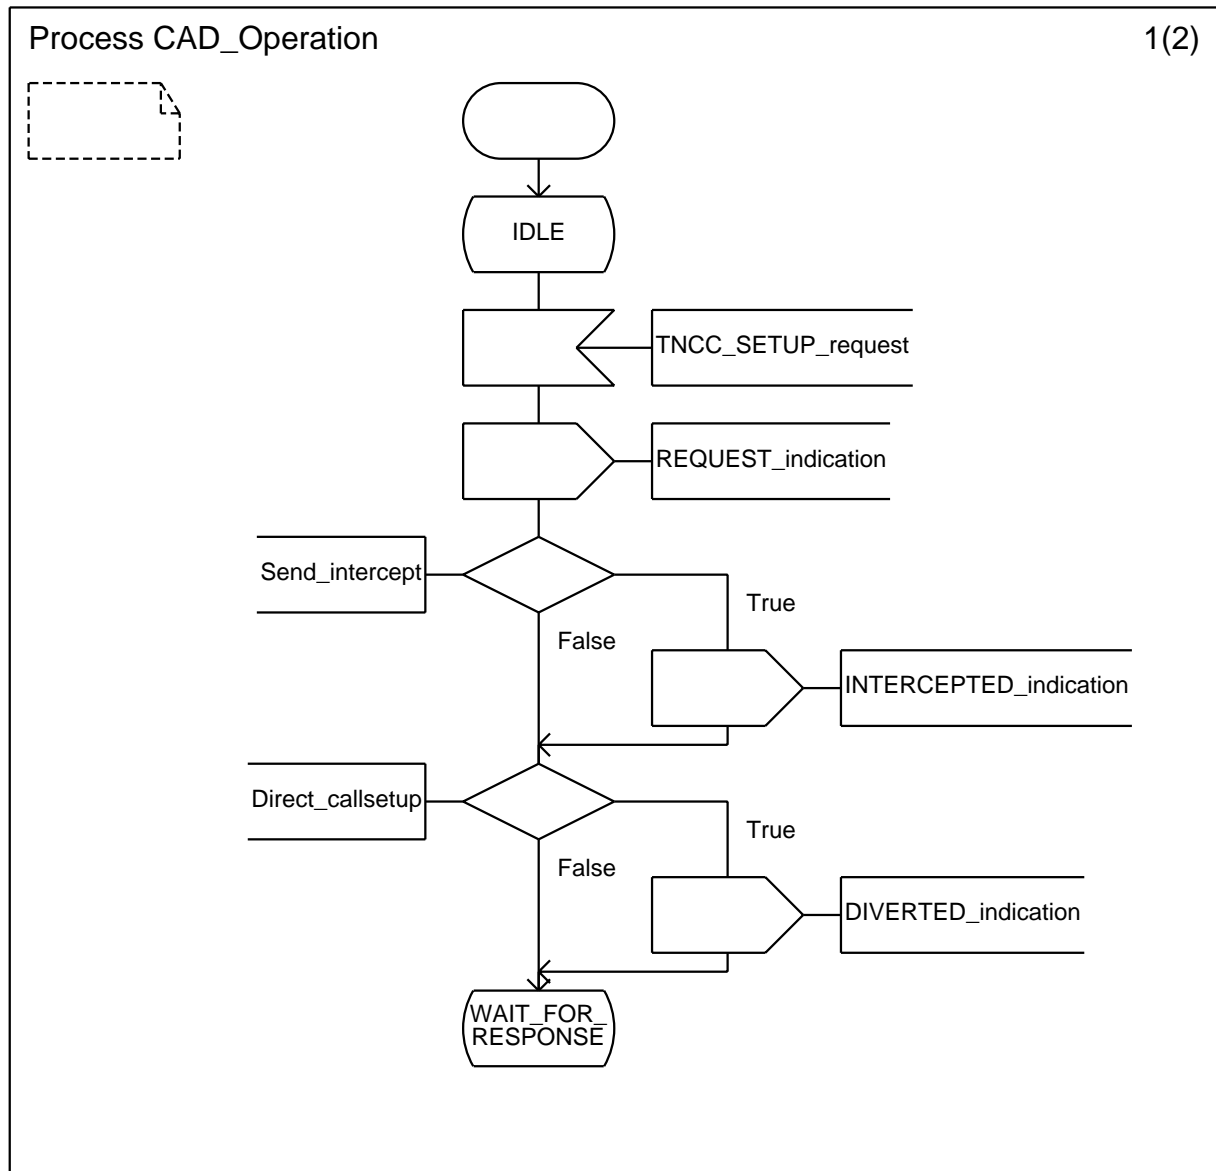 Process CAD_Operation
1(2)
IDLE
TNCC_SETUP_request
REQUEST_indication
Send_intercept
True
False
INTERCEPTED_indication
Direct_callsetup
True
False
DIVERTED_indication
WAIT_FOR_
RESPONSE